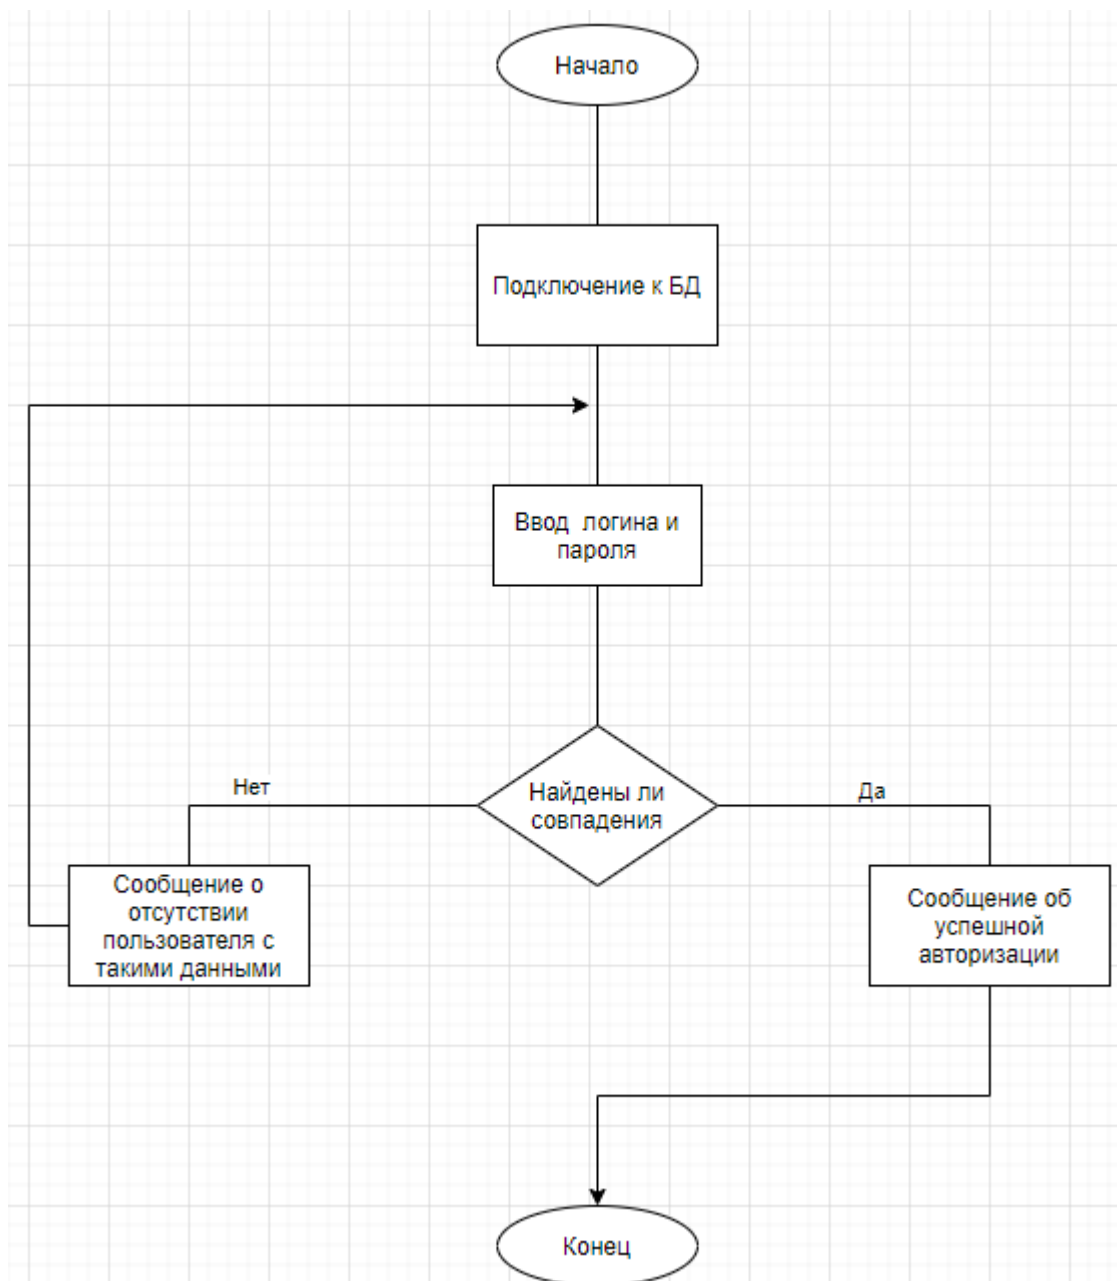 Начало
Подключение к БД
Ввод  логина и
пароля
Найдены ли
совпадения
Нет
Да
Сообщение о
отсутствии
пользователя с
такими данными
Сообщение об
успешной
авторизации
Конец